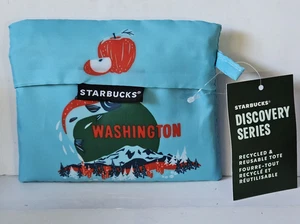 STARBUCKS®
WASHINGTON
STARBUCKS®
DISCOVERY
SERIES
RECYCLED &
REUSABLE TOTE
FOURRE-TOUT
RECYCLÉ ET
RÉUTILISABLE